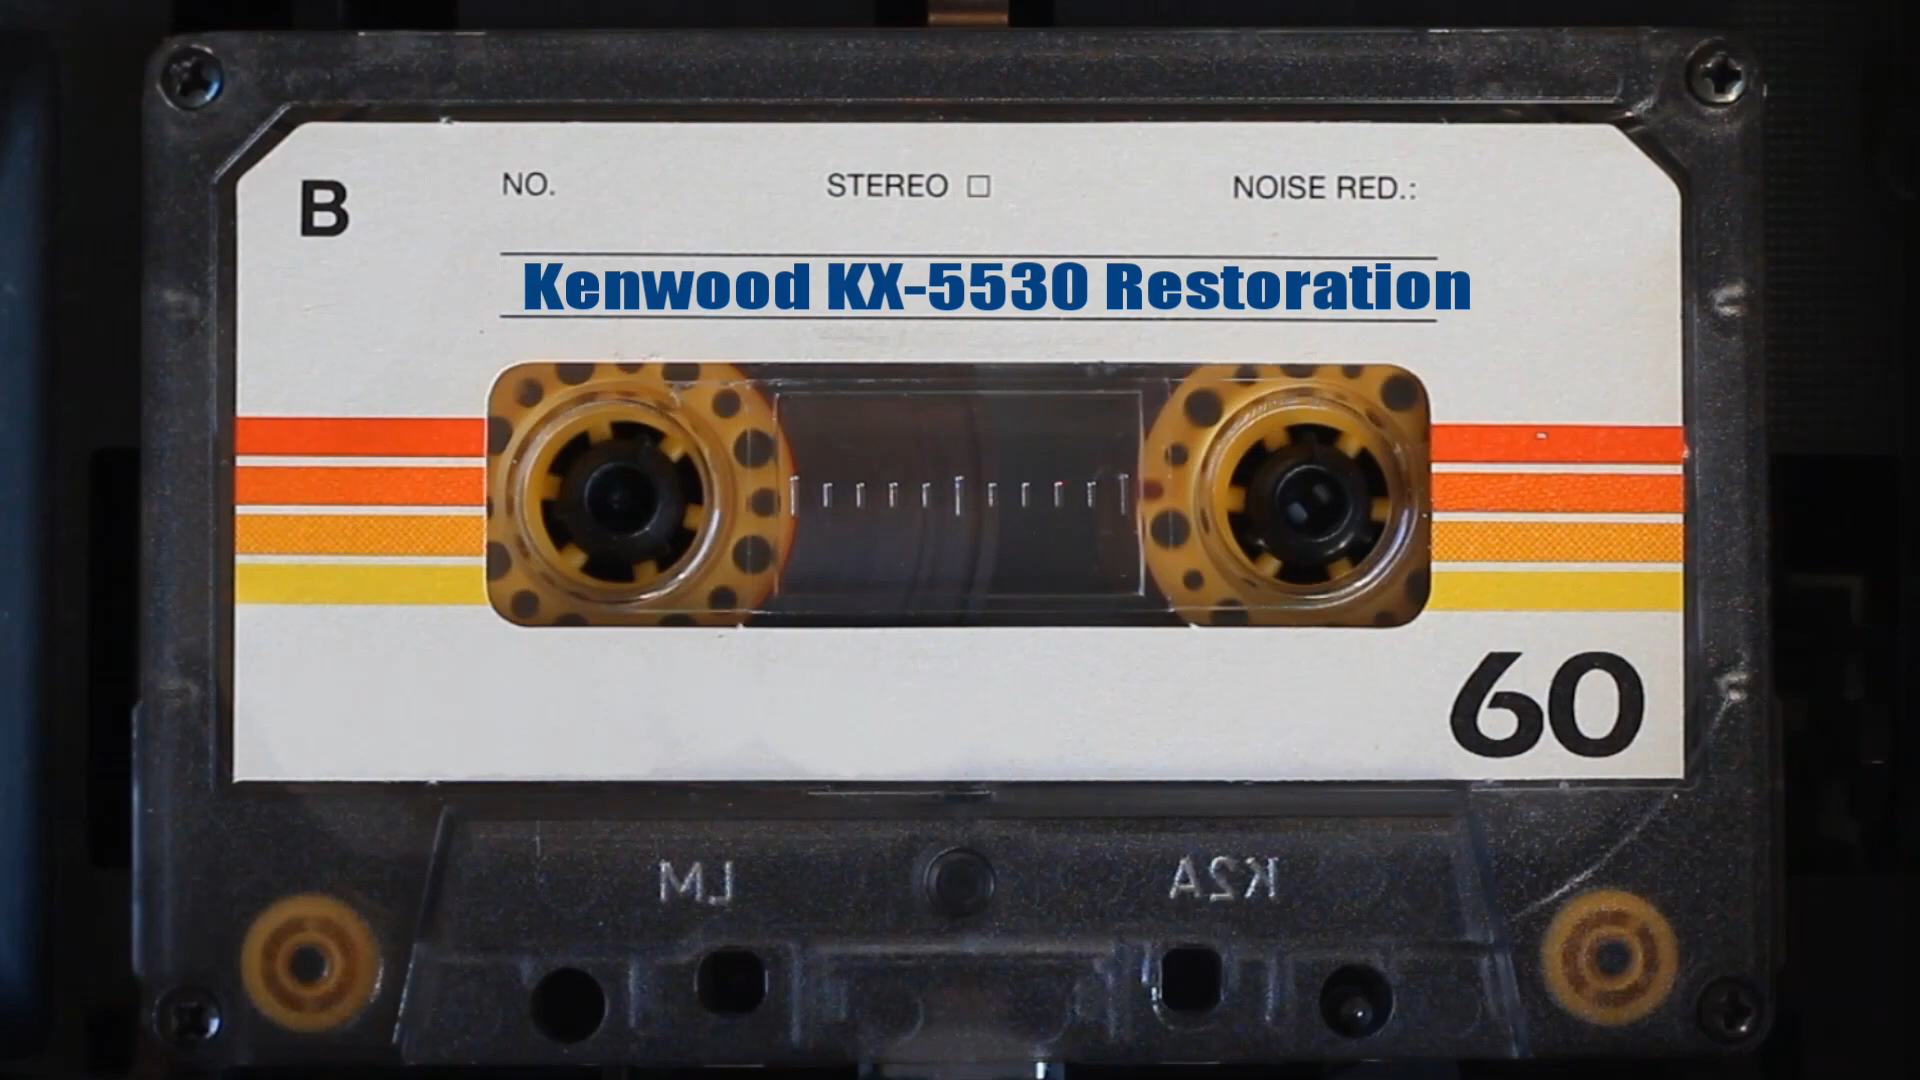 B
NO. STEREO □ NOISE RED.:
Kenwood KX-5530 Restoration
60
LM K2A